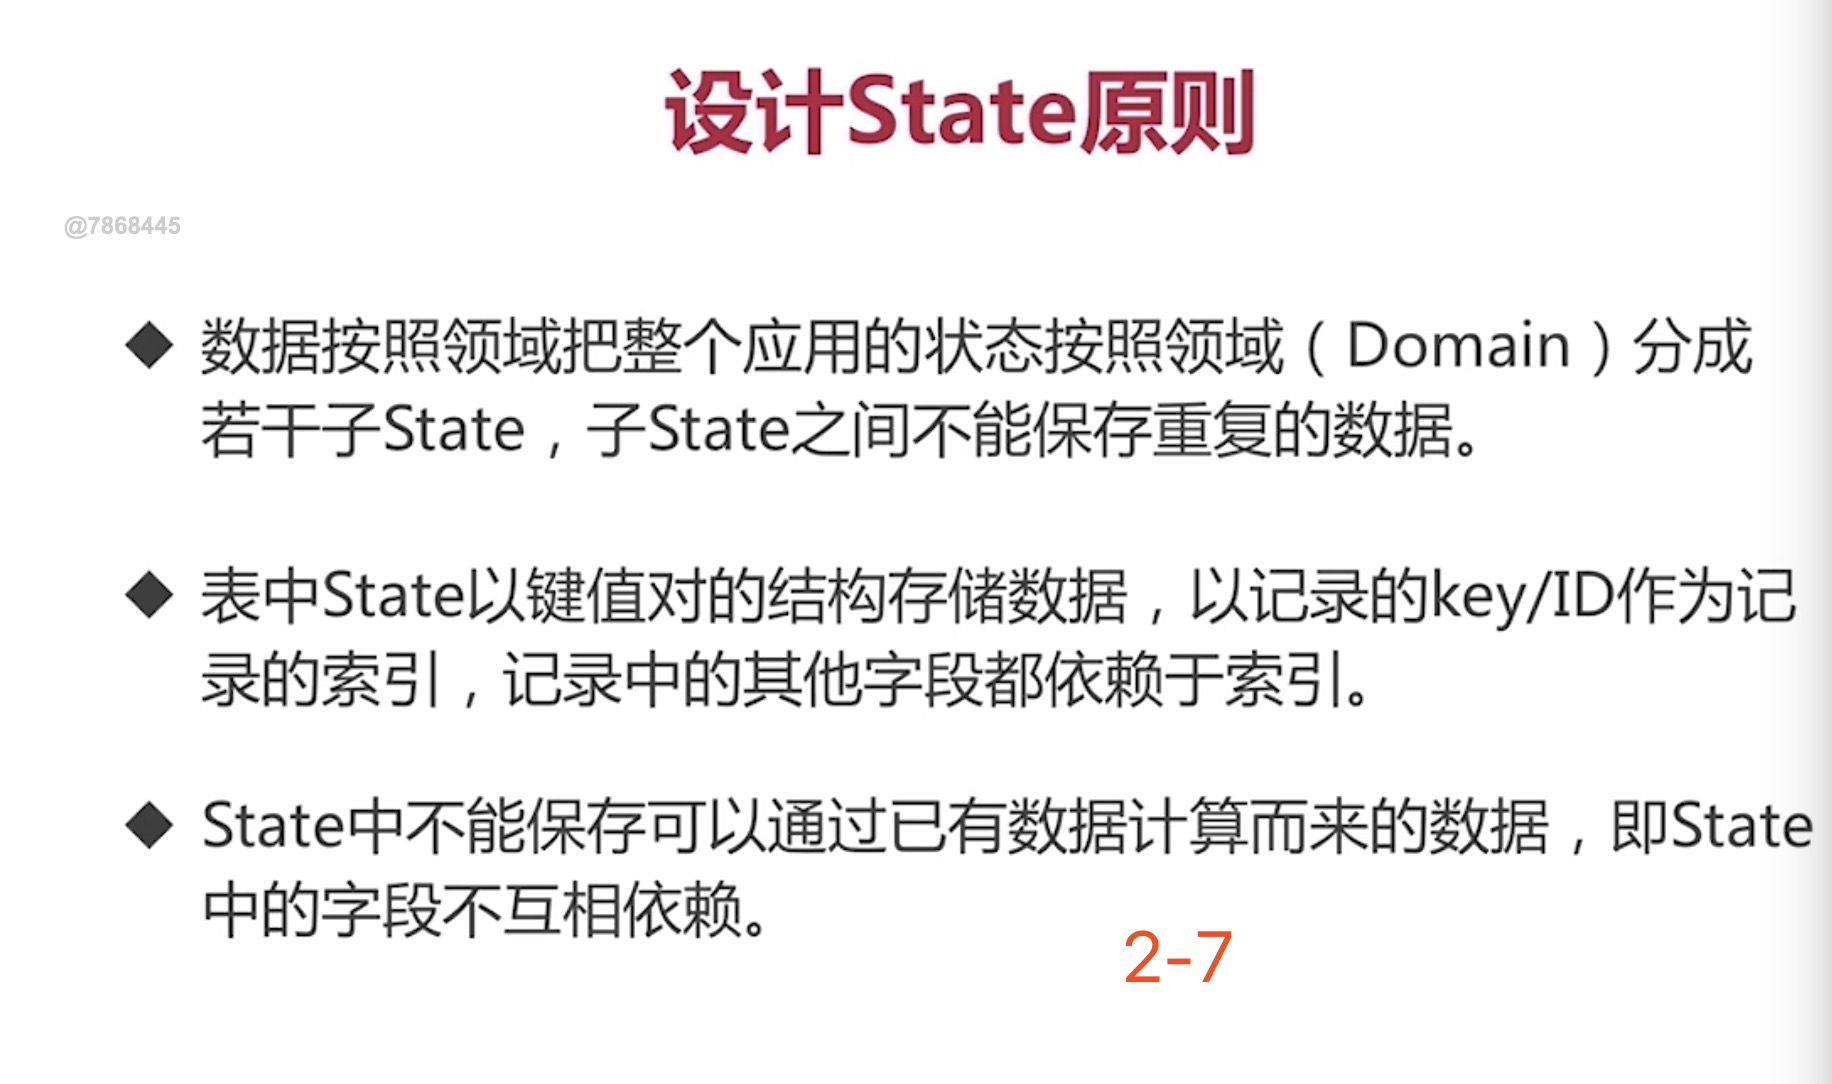 设计State原则
@7868445
◆ 数据按照领域把整个应用的状态按照领域（Domain）分成
若干子State，子State之间不能保存重复的数据。
◆ 表中State以键值对的结构存储数据，以记录的key/ID作为记
录的索引，记录中的其他字段都依赖于索引。
◆ State中不能保存可以通过已有数据计算而来的数据，即State
中的字段不互相依赖。
2-7